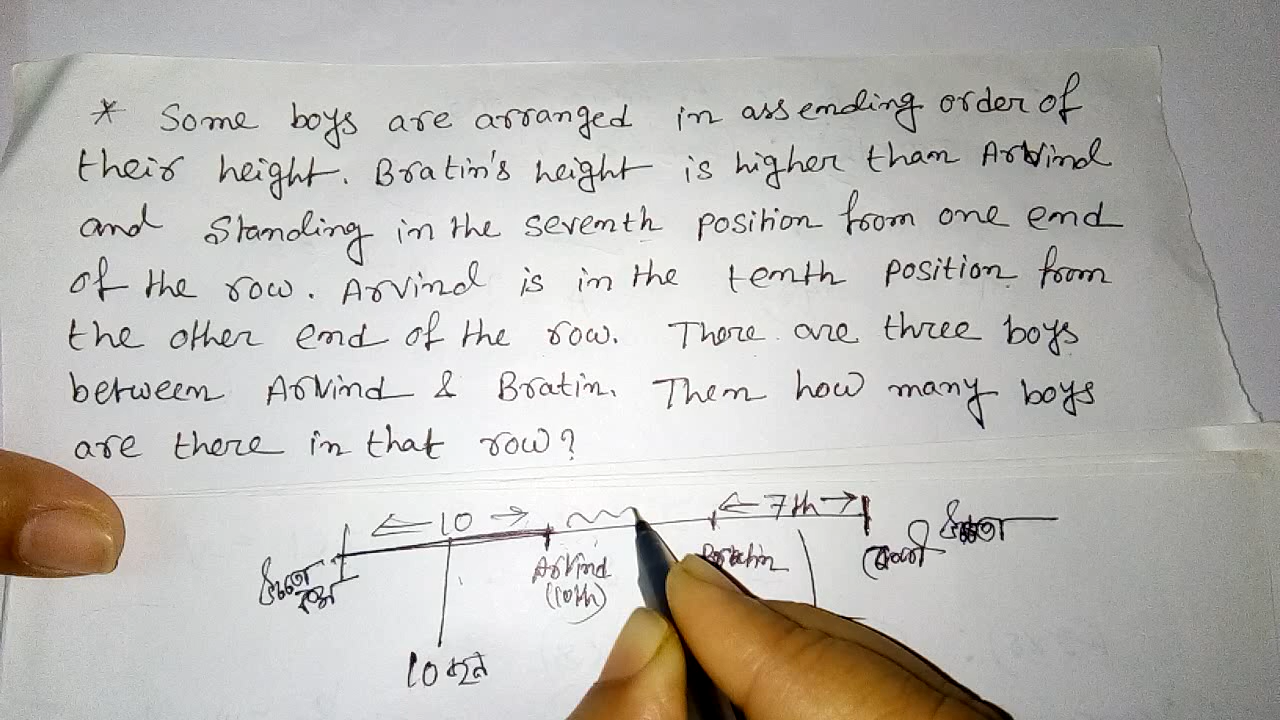 * Some boys are arranged in assending order of
their height. Bratin's height is higher than Arvind
and standing in the seventh position from one end
of the row. Arvind is in the tenth position from
the other end of the row. There are three boys
between Arvind & Bratin. Then how many boys
are there in that row?
10 7th
Arvind Bratin
(10th)
10